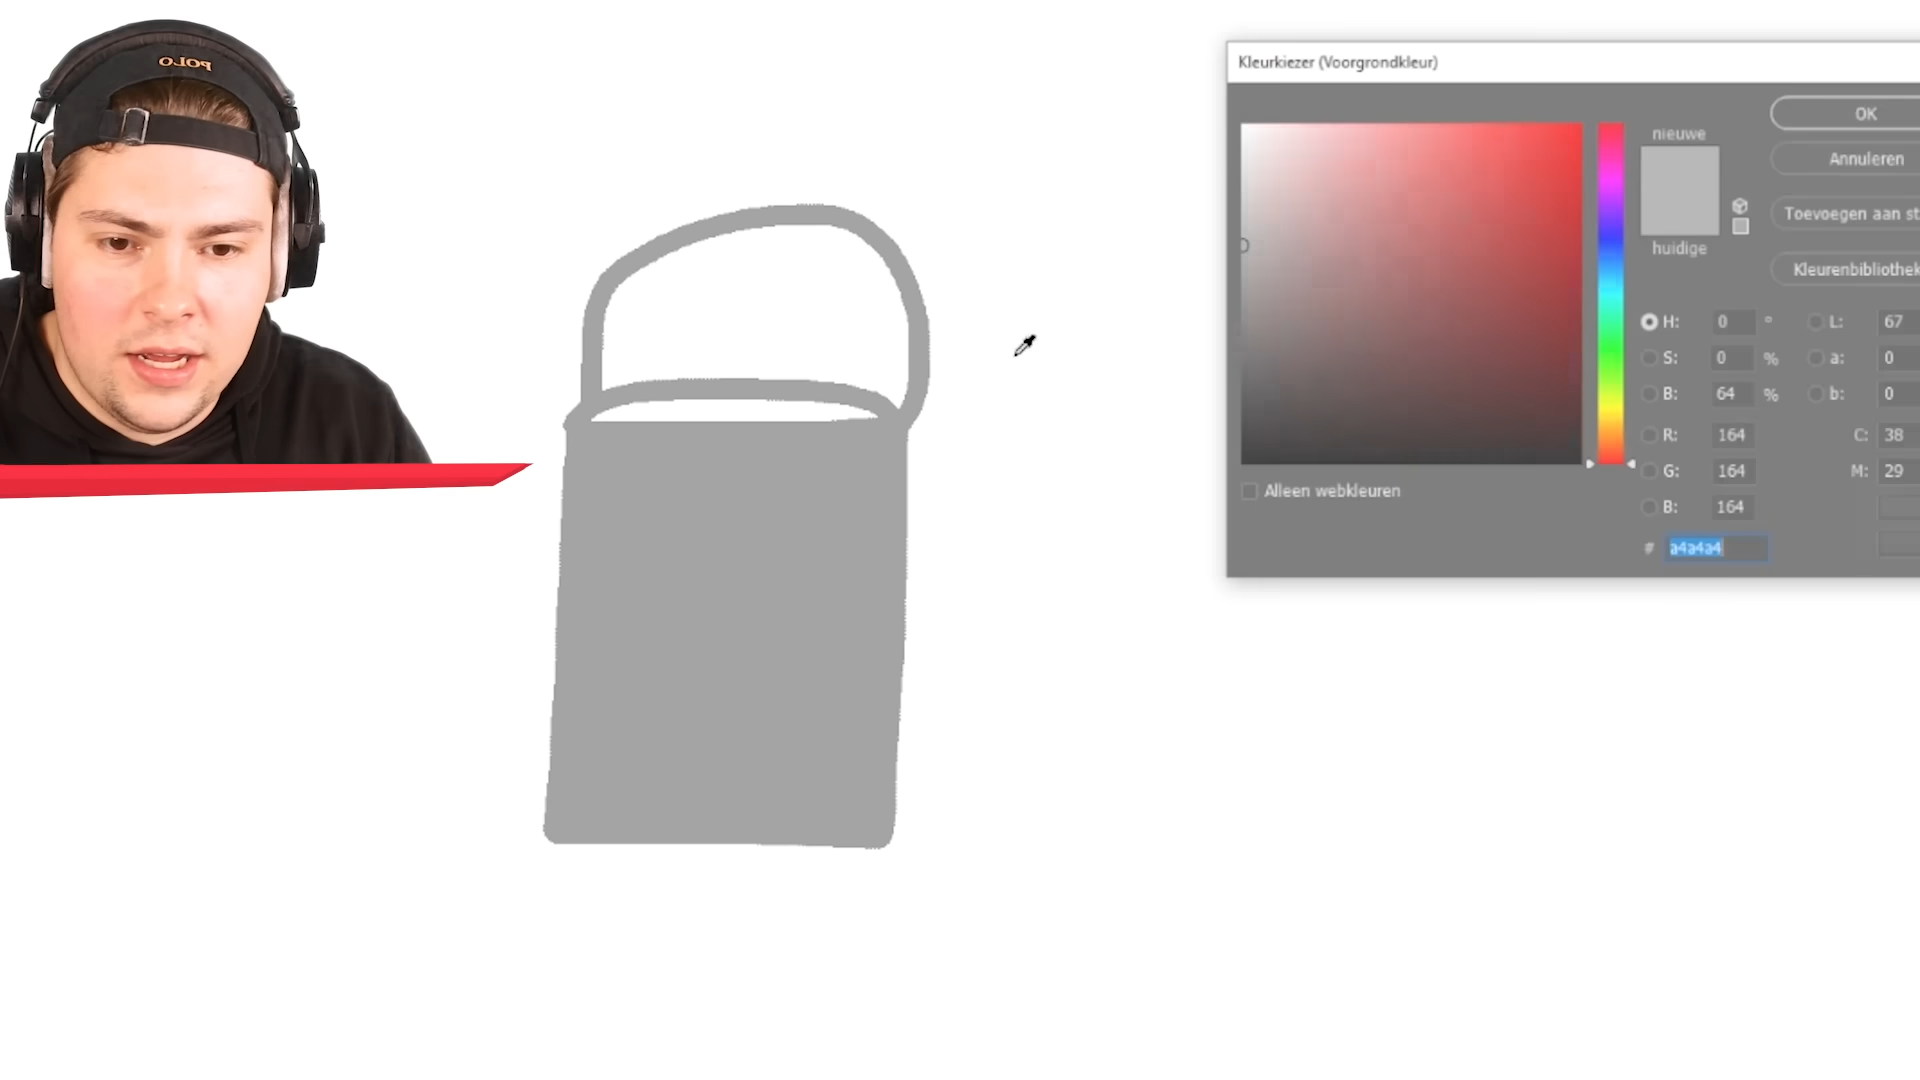 POLO
Kleurkiezer (Voorgrondkleur)
OK
nieuwe
Annuleren
Toevoegen aan st
huidige
Kleurenbibliothek
H: 0 ° L: 67
S: 0 % a: 0
B: 64 % b: 0
R: 164 C: 38
G: 164 M: 29
B: 164
Alleen webkleuren
# a4a4a4